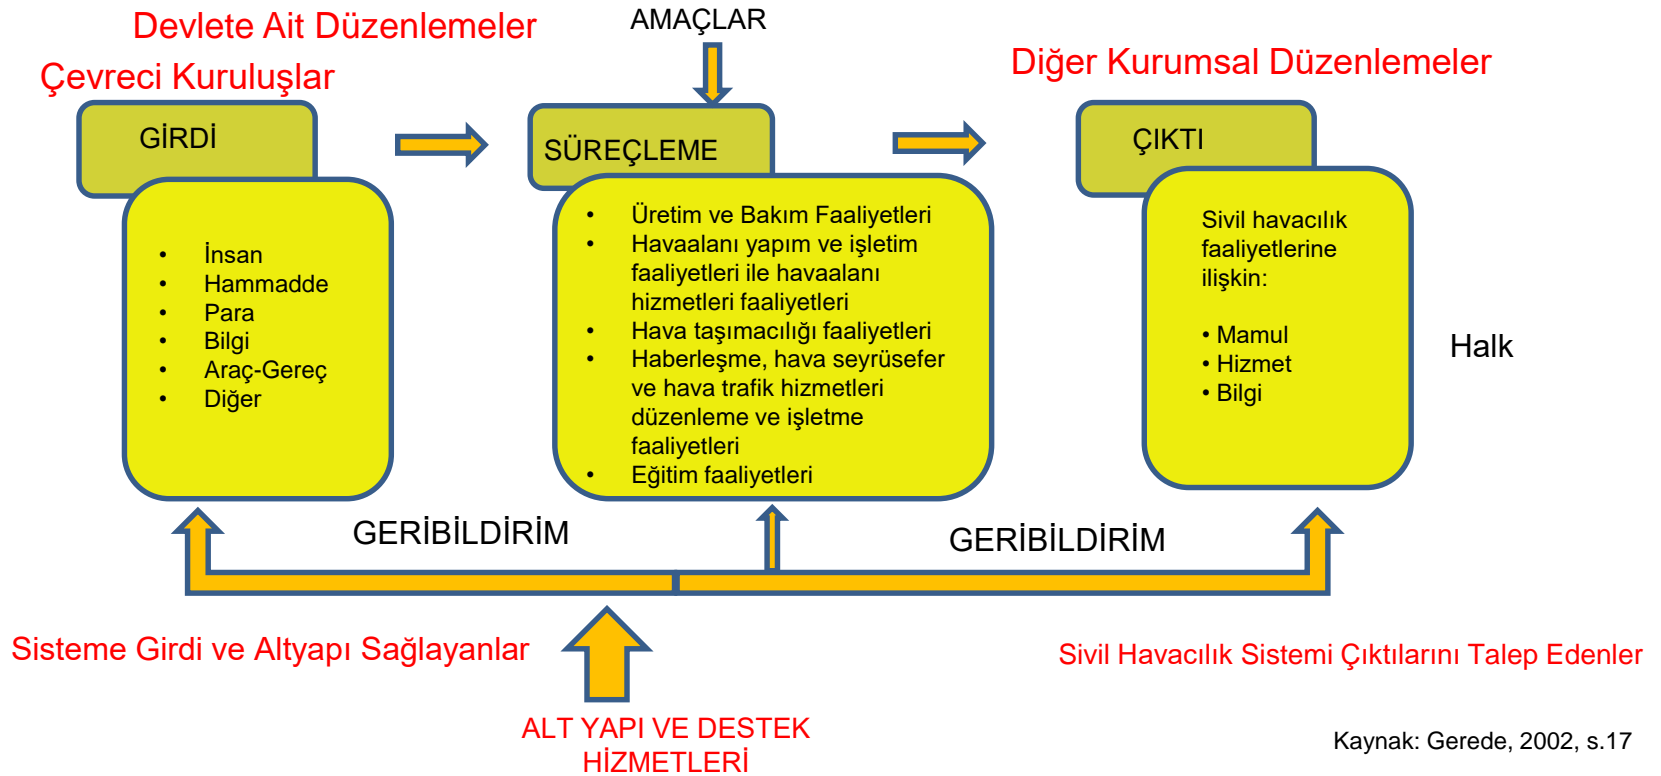 Devlete Ait Düzenlemeler
AMAÇLAR
Çevreci Kuruluşlar
Diğer Kurumsal Düzenlemeler
GİRDİ
SÜREÇLEME
ÇIKTI
• İnsan
• Hammadde
• Para
• Bilgi
• Araç-Gereç
• Diğer
• Üretim ve Bakım Faaliyetleri
• Havaalanı yapım ve işletim
faaliyetleri ile havaalanı
hizmetleri faaliyetleri
• Hava taşımacılığı faaliyetleri
• Haberleşme, hava seyrüsefer
ve hava trafik hizmetleri
düzenleme ve işletme
faaliyetleri
• Eğitim faaliyetleri
Sivil havacılık
faaliyetlerine
ilişkin:
• Mamul
• Hizmet
• Bilgi
Halk
GERİBİLDİRİM
GERİBİLDİRİM
Sisteme Girdi ve Altyapı Sağlayanlar
Sivil Havacılık Sistemi Çıktılarını Talep Edenler
ALT YAPI VE DESTEK
HİZMETLERİ
Kaynak: Gerede, 2002, s.17